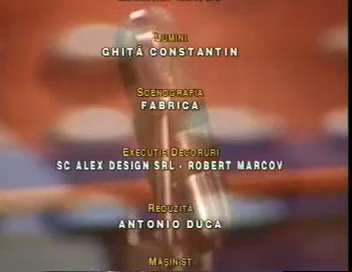 LUMINI
GHIȚĂ CONSTANTIN
SCENOGRAFIA
FABRICA
EXECUȚIE DECORURI
SC ALEX DESIGN SRL - ROBERT MARCOV
RECUZITĂ
ANTONIO DUCA
MAȘINIST